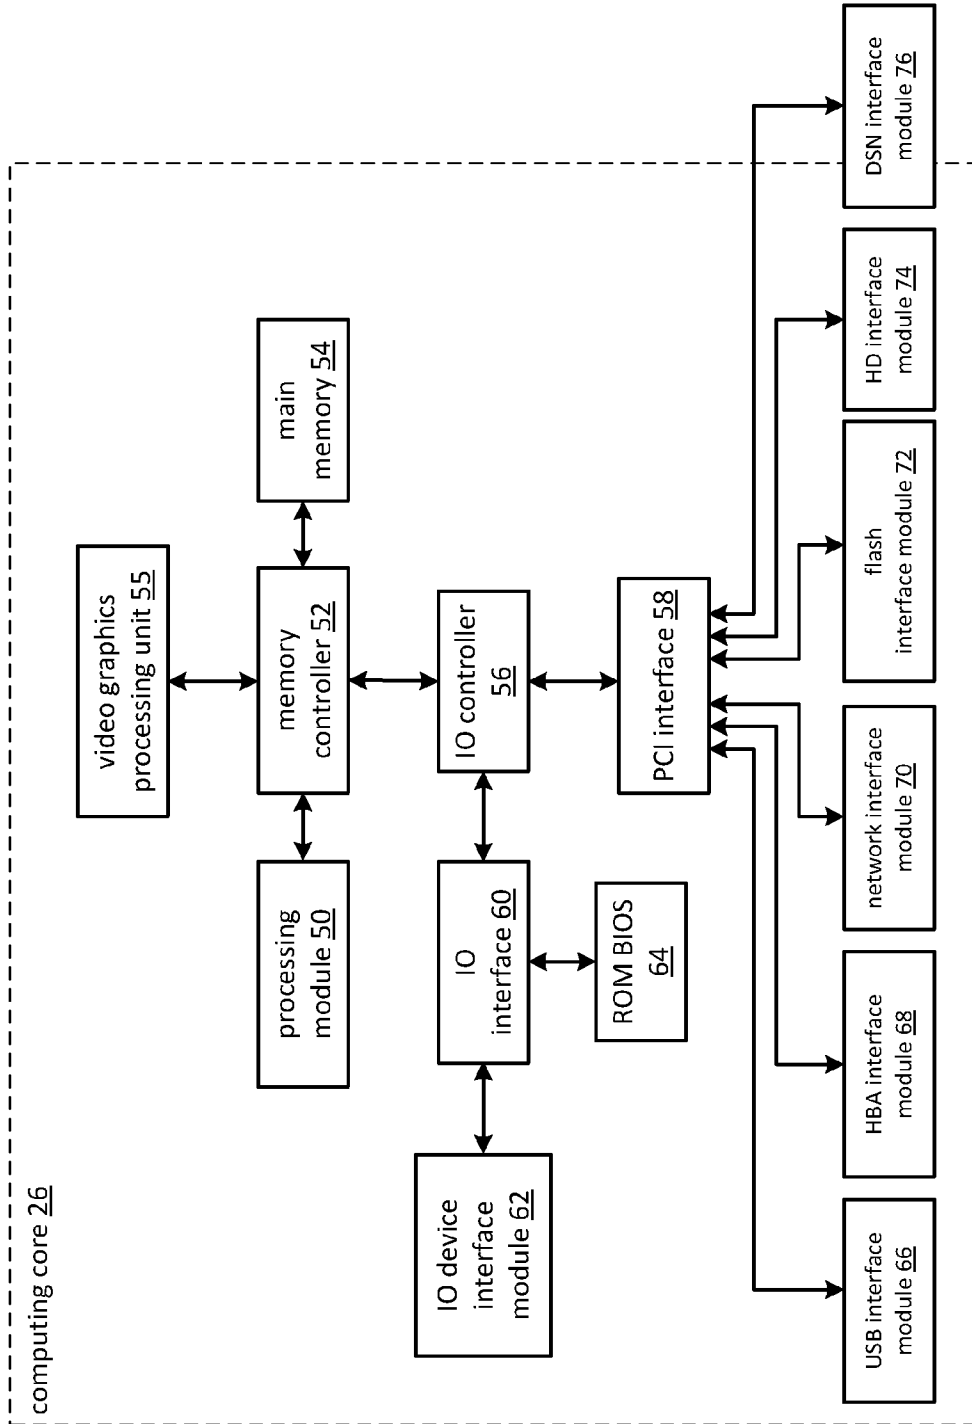 computing core 26
video graphics
processing unit 55
processing
module 50
memory
controller 52
main
memory 54
IO device
interface
module 62
IO
interface 60
IO controller
56
ROM BIOS
64
PCI interface 58
USB interface
module 66
HBA interface
module 68
network interface
module 70
flash
interface module 72
HD interface
module 74
DSN interface
module 76